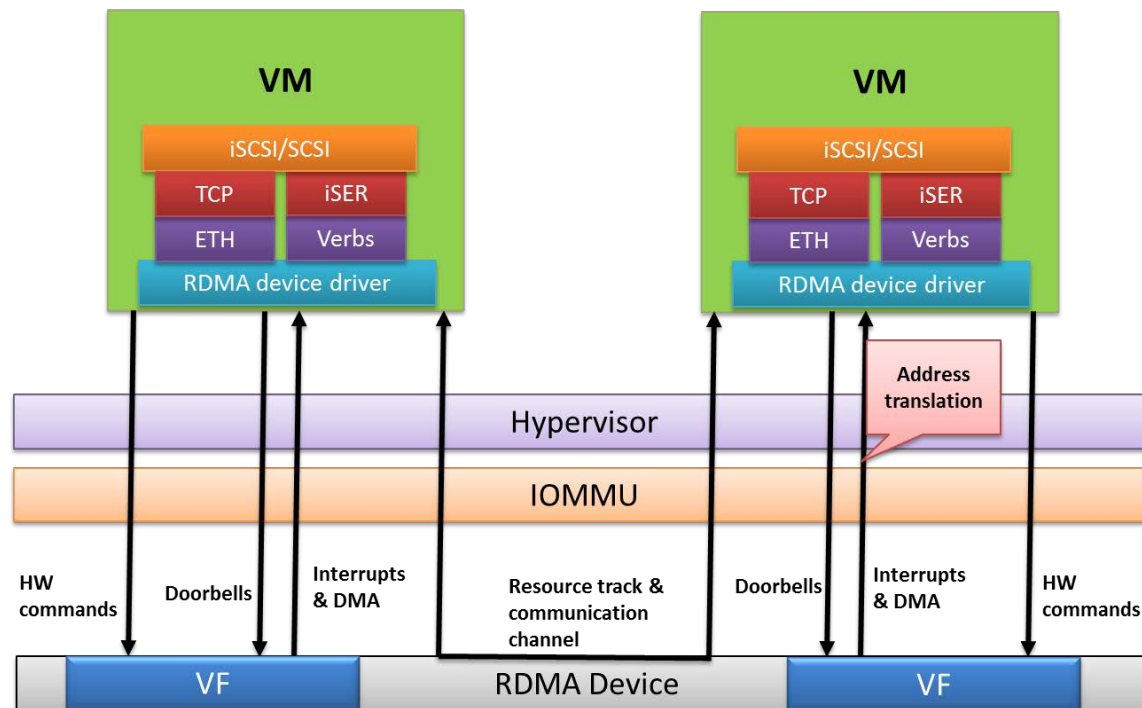 VM
iSCSI/SCSI
TCP
iSER
ETH
Verbs
RDMA device driver
VM
iSCSI/SCSI
TCP
iSER
ETH
Verbs
RDMA device driver
Address
translation
Hypervisor
IOMMU
HW
commands
Doorbells
Interrupts
& DMA
Resource track &
communication
channel
Doorbells
Interrupts
& DMA
HW
commands
VF
RDMA Device
VF